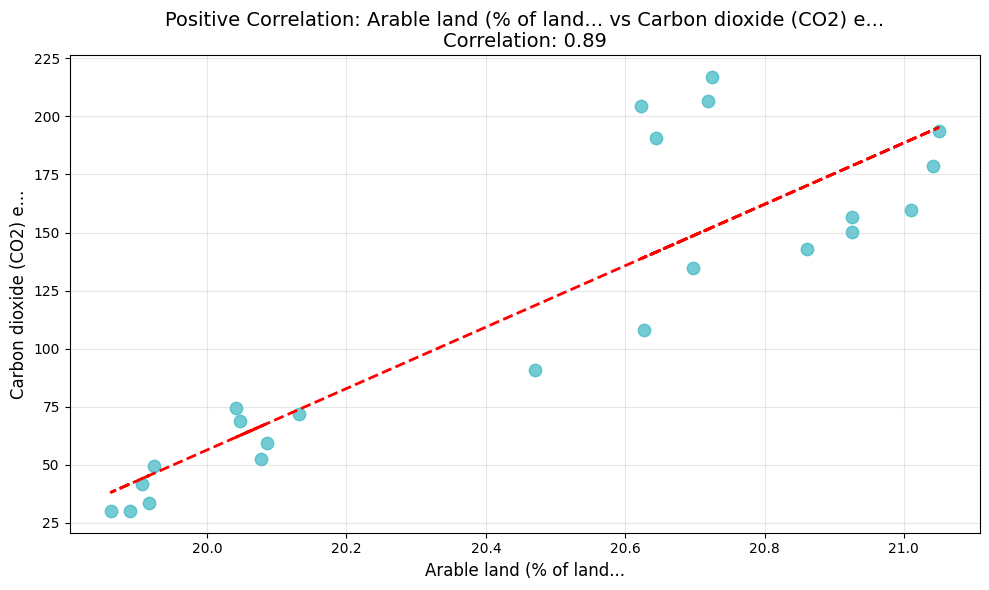 Positive Correlation: Arable land (% of land... vs Carbon dioxide (CO2) e...
Correlation: 0.89
225
200
175
150
125
100
75
50
25
Carbon dioxide (CO2) e...
20.0 20.2 20.4 20.6 20.8 21.0
Arable land (% of land...